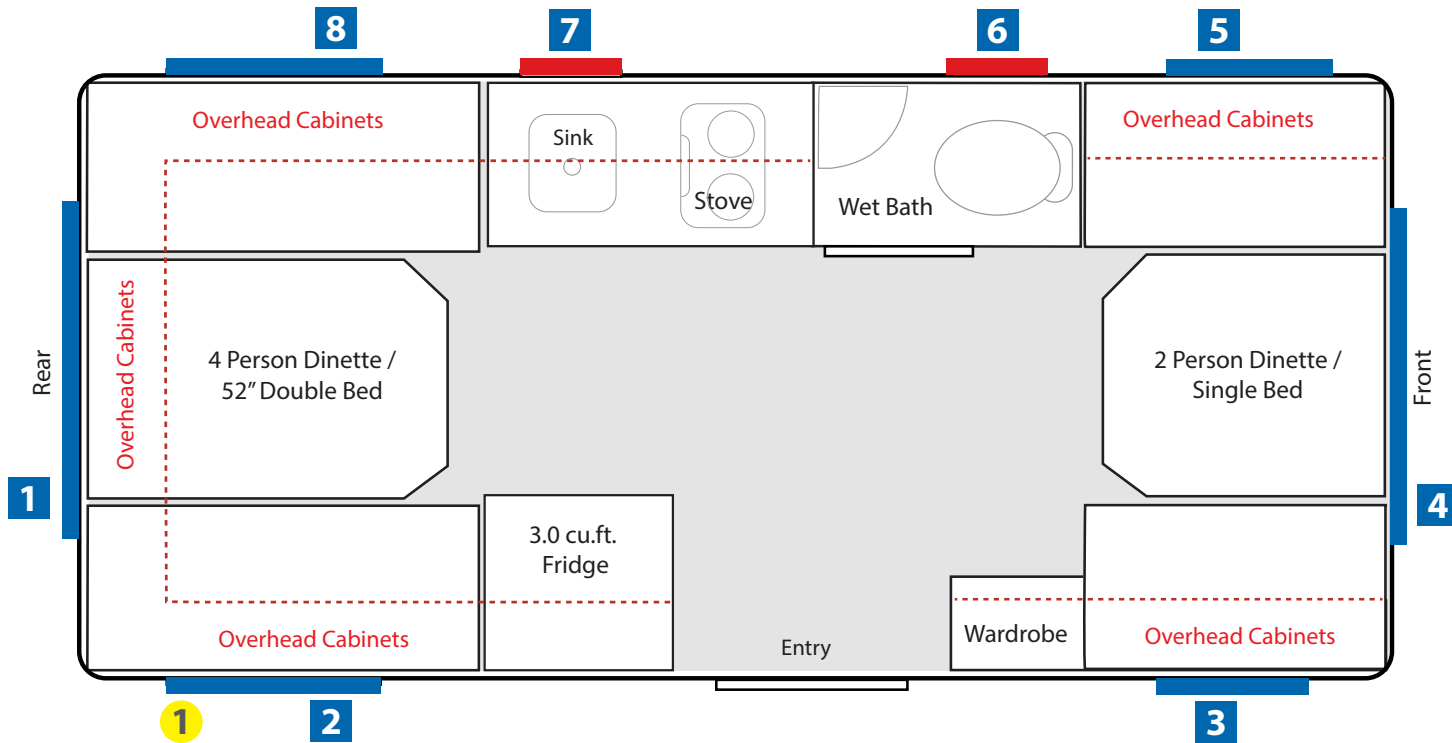 8
7
6
5
Overhead Cabinets
Sink
Stove
Wet Bath
Overhead Cabinets
Rear
Overhead Cabinets
4 Person Dinette /
52” Double Bed
2 Person Dinette /
Single Bed
Front
1
4
3.0 cu.ft.
Fridge
Overhead Cabinets
Entry
Wardrobe
Overhead Cabinets
1
2
3